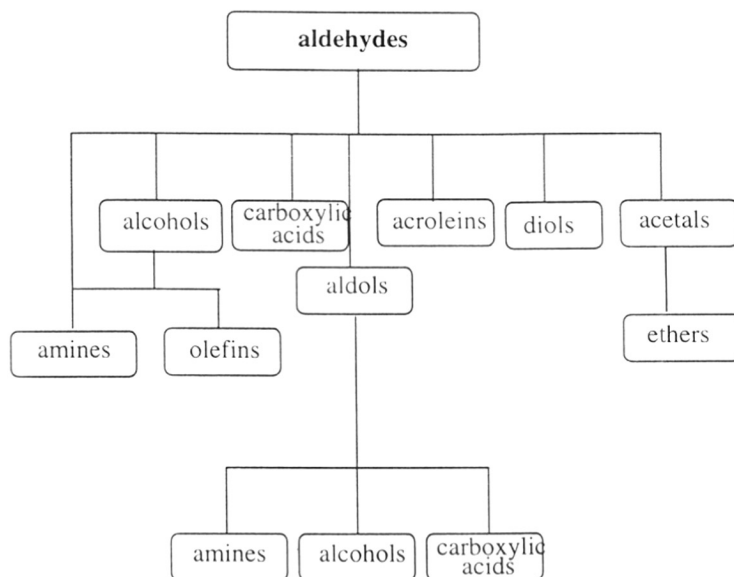 aldehydes
alcohols
carboxylic
acids
acroleins
diols
acetals
aldols
amines
olefins
ethers
amines
alcohols
carboxylic
acids